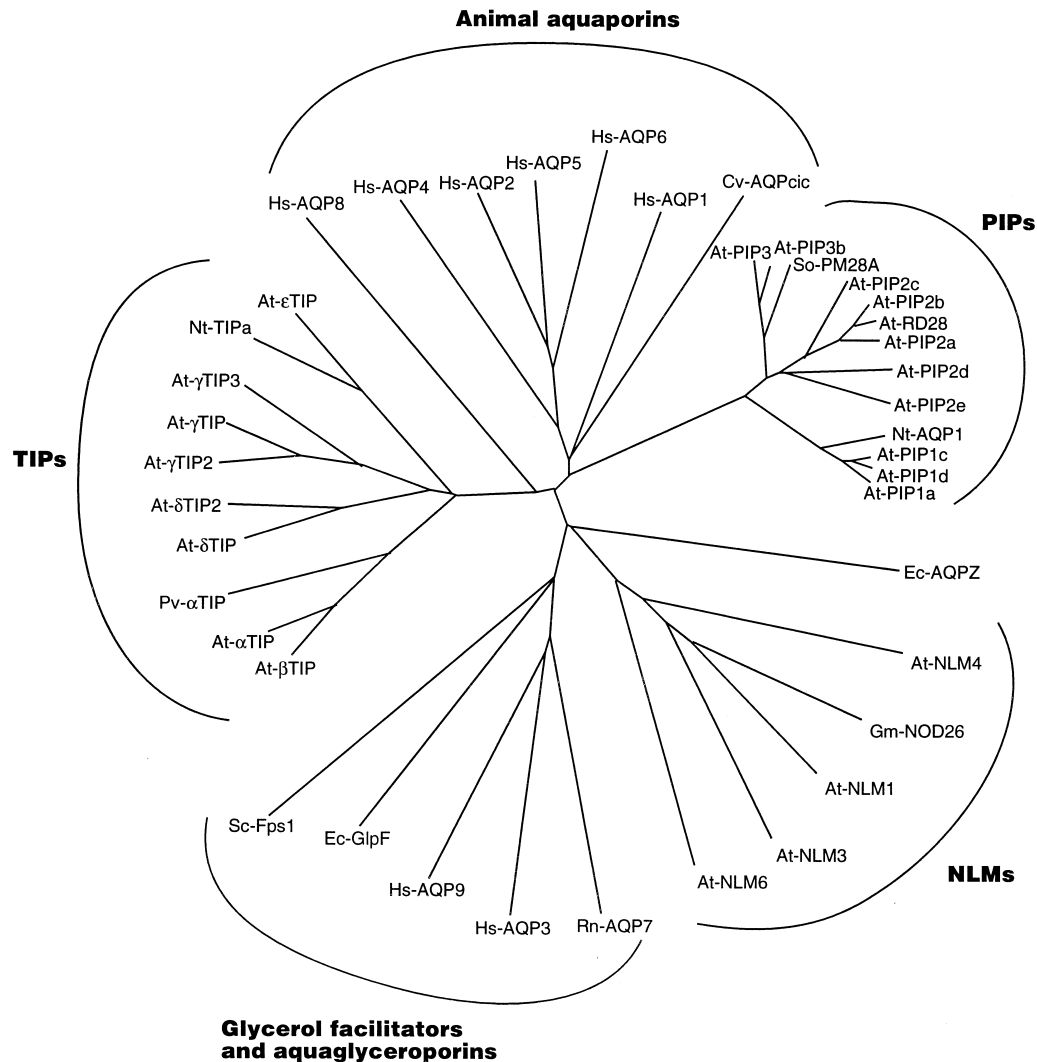 Animal aquaporins
Hs-AQP6
Hs-AQP5
Hs-AQP2
Hs-AQP4
Hs-AQP8
Hs-AQP1
Cv-AQPcic
PIPs
At-PIP3
At-PIP3b
So-PM28A
At-PIP2c
At-PIP2b
At-RD28
At-PIP2a
At-PIP2d
At-PIP2e
Nt-AQP1
At-PIP1c
At-PIP1d
At-PIP1a
At-εTIP
Nt-TIPa
At-γTIP3
At-γTIP
At-γTIP2
At-δTIP2
At-δTIP
Pv-αTIP
At-αTIP
At-βTIP
TIPs
Ec-AQPZ
At-NLM4
Gm-NOD26
At-NLM1
At-NLM3
At-NLM6
NLMs
Sc-Fps1
Ec-GlpF
Hs-AQP9
Hs-AQP3
Rn-AQP7
Glycerol facilitators
and aquaglyceroporins